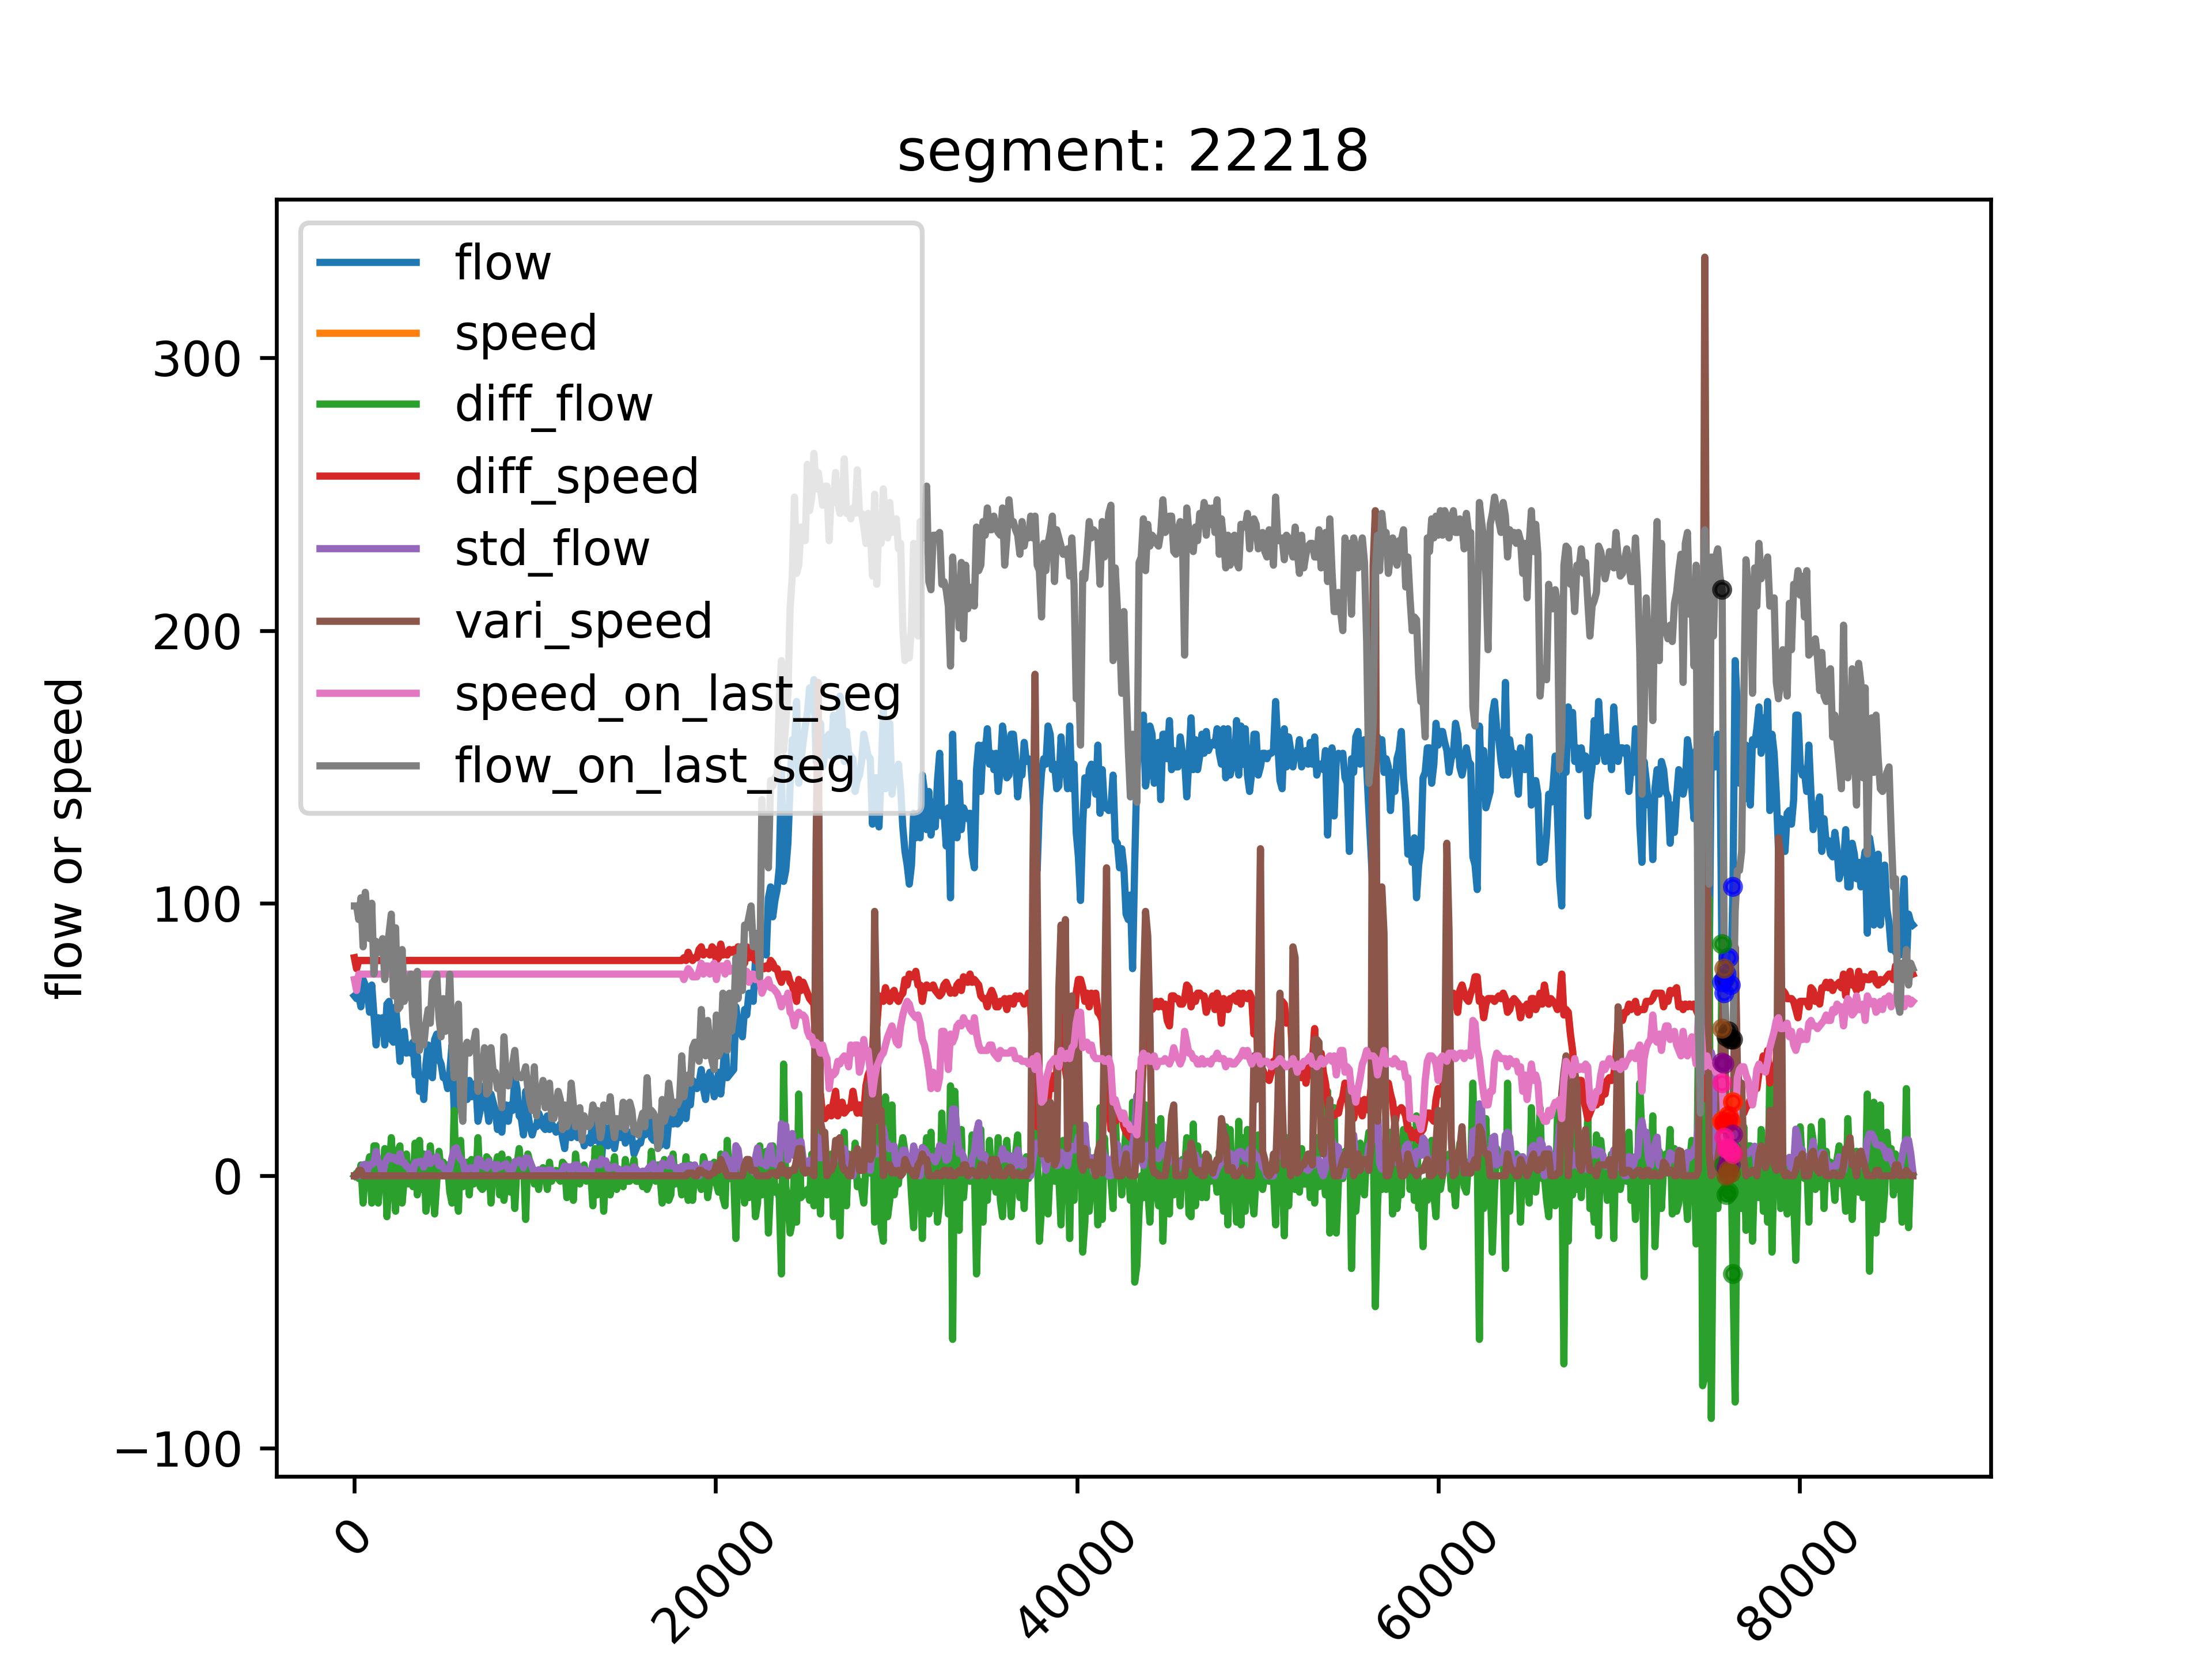 segment: 22218
flow
speed
diff_flow
diff_speed
std_flow
vari_speed
speed_on_last_seg
flow_on_last_seg
flow or speed
300
200
100
0
−100
0
20000
40000
60000
80000